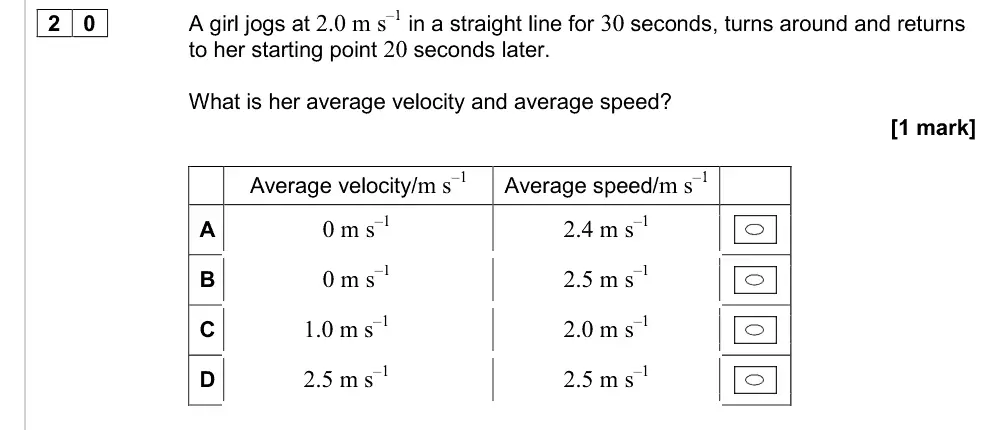 2 0
A girl jogs at 2.0 m s⁻¹ in a straight line for 30 seconds, turns around and returns
to her starting point 20 seconds later.
What is her average velocity and average speed?
[1 mark]
Average velocity/m s⁻¹ Average speed/m s⁻¹
A 0 m s⁻¹ 2.4 m s⁻¹
B 0 m s⁻¹ 2.5 m s⁻¹
C 1.0 m s⁻¹ 2.0 m s⁻¹
D 2.5 m s⁻¹ 2.5 m s⁻¹